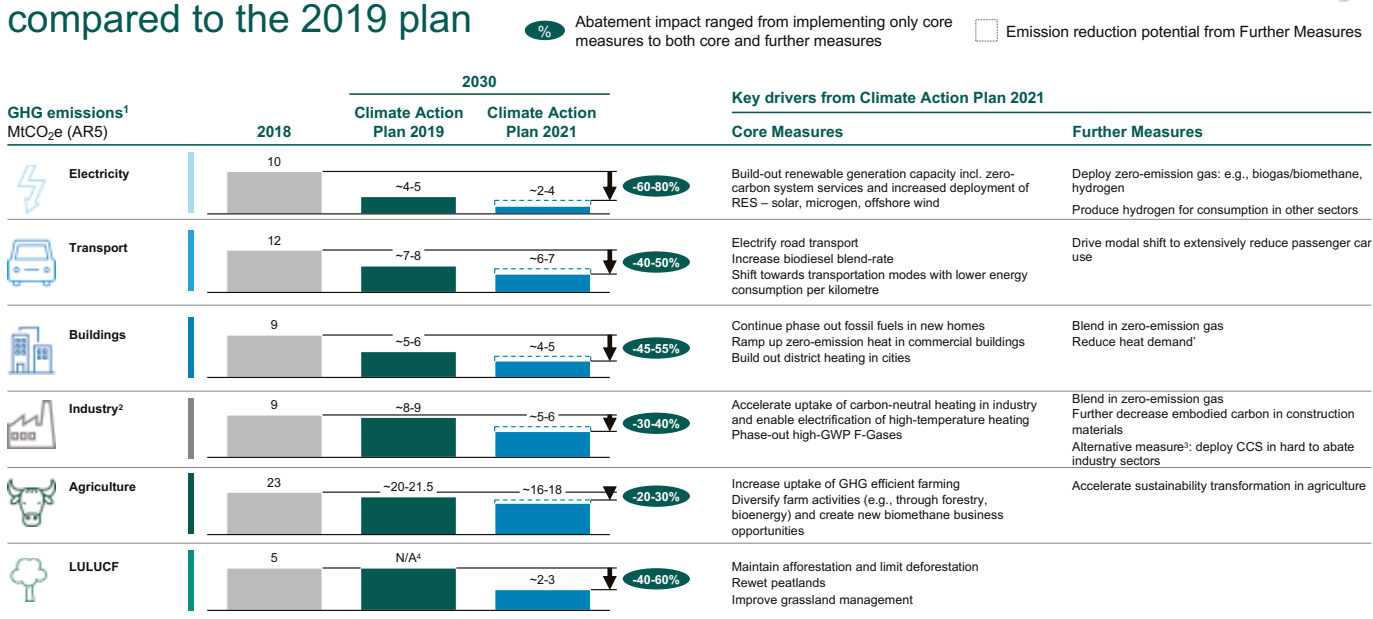 compared to the 2019 plan
%
Abatement impact ranged from implementing only core
measures to both core and further measures
Emission reduction potential from Further Measures
2030
Key drivers from Climate Action Plan 2021
GHG emissions¹
MtCO₂e (AR5)
2018
Climate Action
Plan 2019
Climate Action
Plan 2021
Core Measures
Further Measures
Electricity
10
~4-5
~2-4
-60-80%
Build-out renewable generation capacity incl. zero-
carbon system services and increased deployment of
RES – solar, microgen, offshore wind
Deploy zero-emission gas: e.g., biogas/biomethane,
hydrogen
Produce hydrogen for consumption in other sectors
Transport
12
~7-8
~6-7
-40-50%
Electrify road transport
Increase biodiesel blend-rate
Shift towards transportation modes with lower energy
consumption per kilometre
Drive modal shift to extensively reduce passenger car
use
Buildings
9
~5-6
~4-5
-45-55%
Continue phase out fossil fuels in new homes
Ramp up zero-emission heat in commercial buildings
Build out district heating in cities
Blend in zero-emission gas
Reduce heat demand'
Industry²
9
~8-9
~5-6
-30-40%
Accelerate uptake of carbon-neutral heating in industry
and enable electrification of high-temperature heating
Phase-out high-GWP F-Gases
Blend in zero-emission gas
Further decrease embodied carbon in construction
materials
Alternative measure³: deploy CCS in hard to abate
industry sectors
Agriculture
23
~20-21.5
~16-18
-20-30%
Increase uptake of GHG efficient farming
Diversify farm activities (e.g., through forestry,
bioenergy) and create new biomethane business
opportunities
Accelerate sustainability transformation in agriculture
LULUCF
5
N/A⁴
~2-3
-40-60%
Maintain afforestation and limit deforestation
Rewet peatlands
Improve grassland management